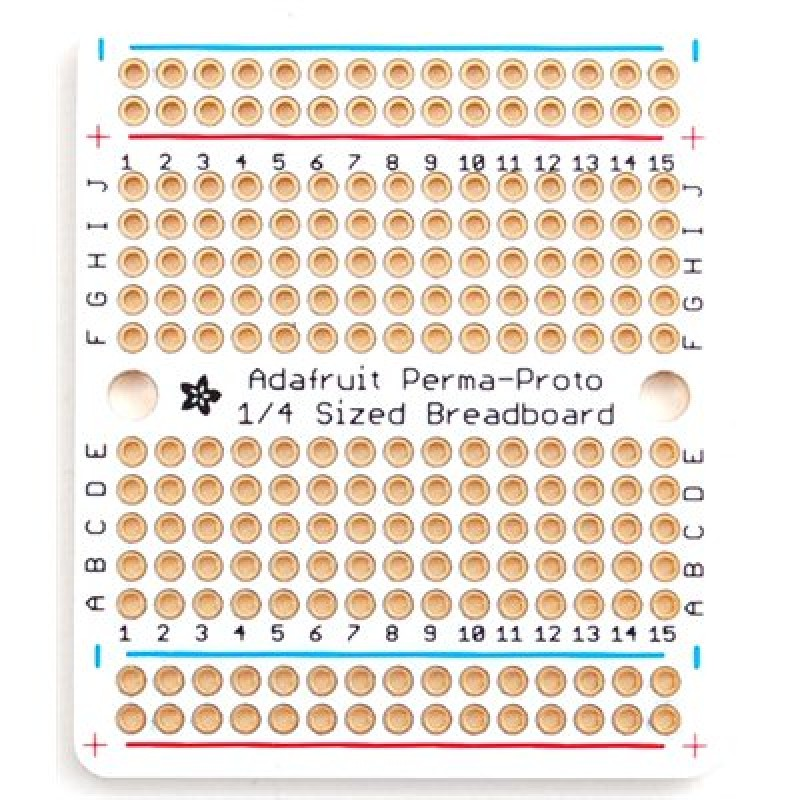 - -
+ +
1 2 3 4 5 6 7 8 9 10 11 12 13 14 15
J J
I I
H H
G G
F F
Adafruit Perma-Proto
1/4 Sized Breadboard
E E
D D
C C
B B
A A
1 2 3 4 5 6 7 8 9 10 11 12 13 14 15
- -
+ +